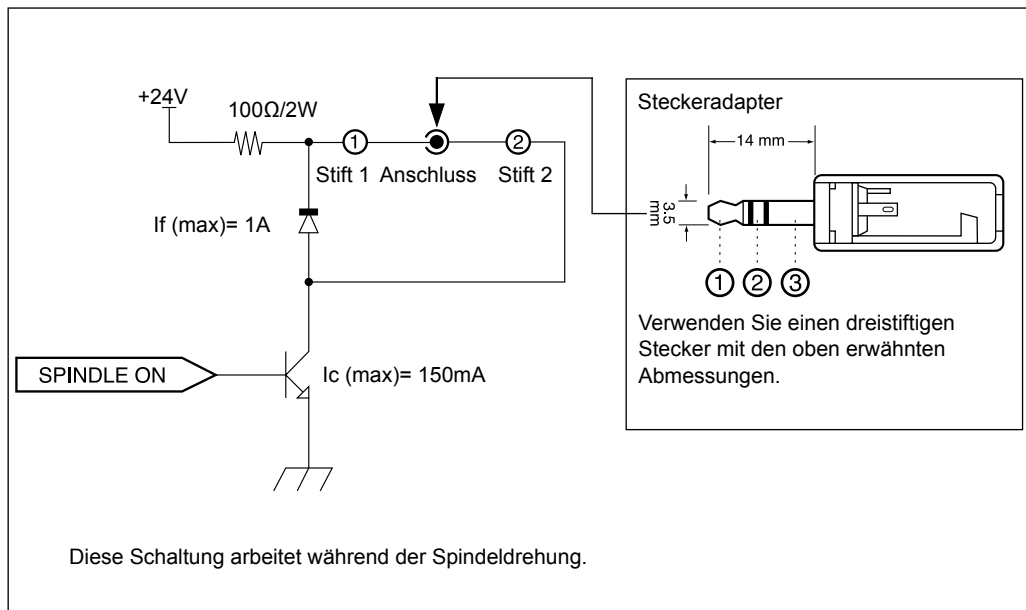 +24V
100Ω/2W
① ②
Stift 1 Anschluss Stift 2
If (max)= 1A
SPINDLE ON
Ic (max)= 150mA
Diese Schaltung arbeitet während der Spindeldrehung.
Steckeradapter
14 mm
3.5 mm
① ② ③
Verwenden Sie einen dreistiftigen
Stecker mit den oben erwähnten
Abmessungen.